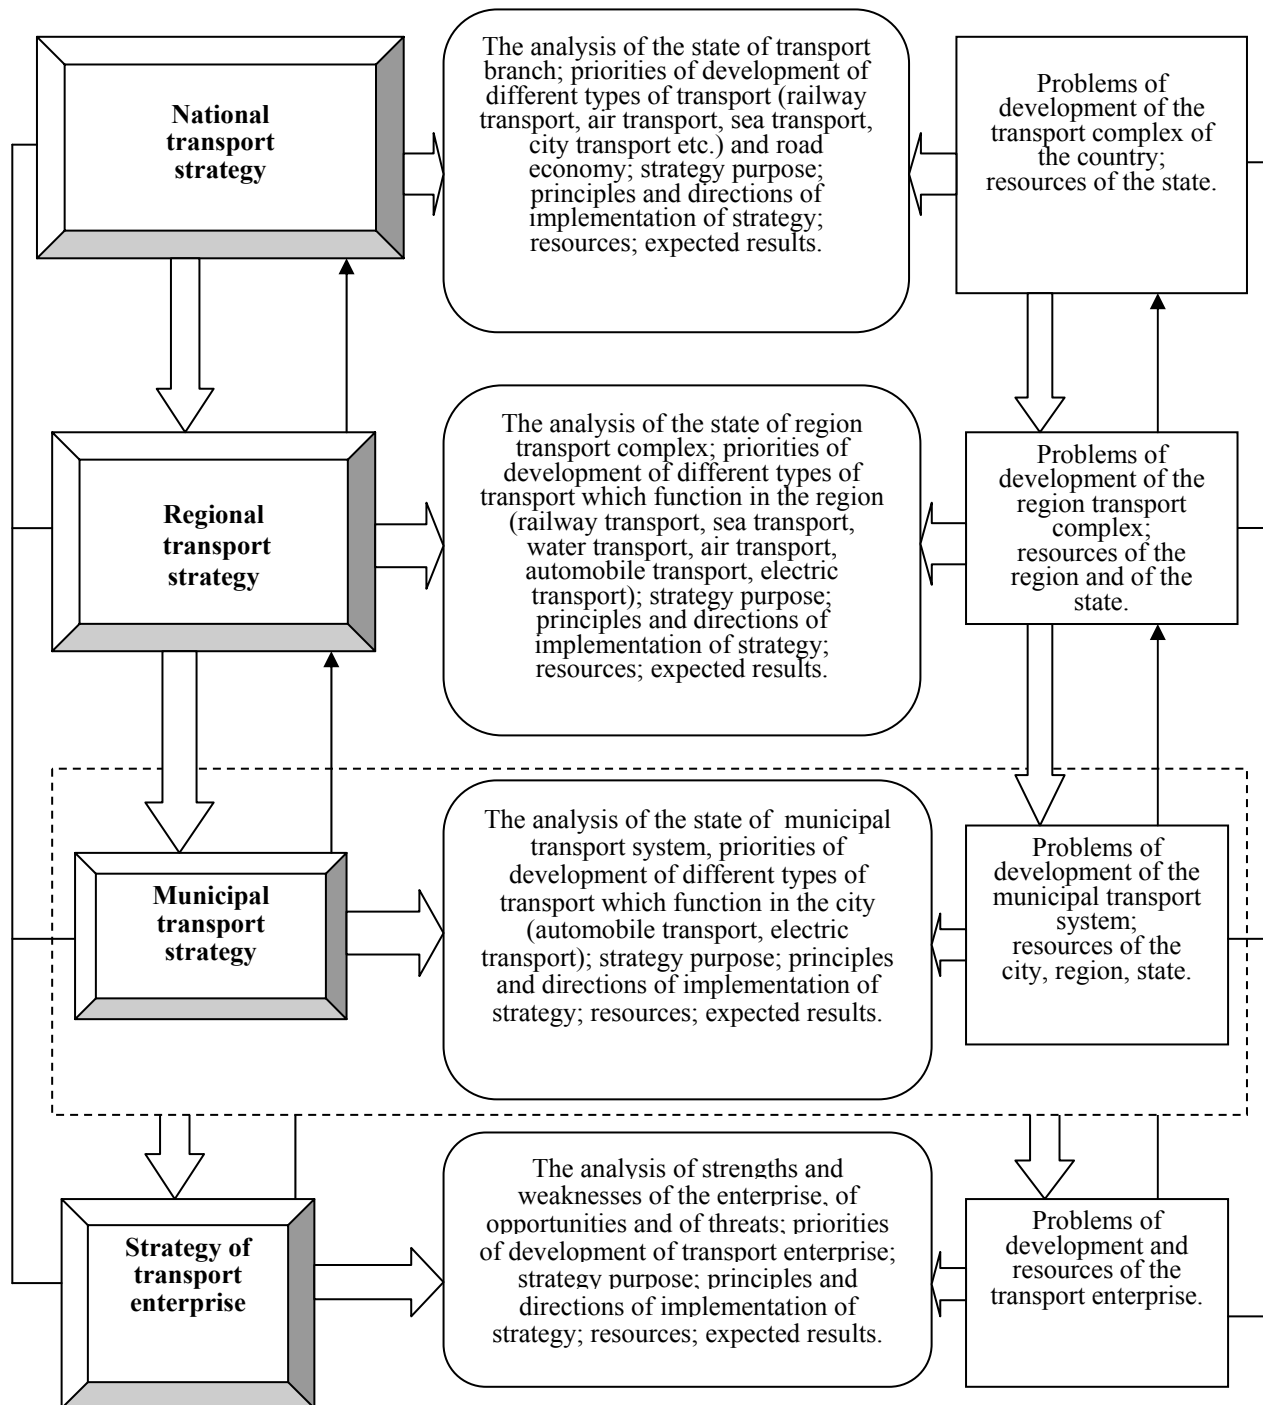 National
transport
strategy
The analysis of the state of transport
branch; priorities of development of
different types of transport (railway
transport, air transport, sea transport,
city transport etc.) and road
economy; strategy purpose;
principles and directions of
implementation of strategy;
resources; expected results.
Problems of
development of the
transport complex of
the country;
resources of the state.
Regional
transport
strategy
The analysis of the state of region
transport complex; priorities of
development of different types of
transport which function in the region
(railway transport, sea transport,
water transport, air transport,
automobile transport, electric
transport); strategy purpose;
principles and directions of
implementation of strategy;
resources; expected results.
Problems of
development of the
region transport
complex;
resources of the
region and of the
state.
Municipal
transport
strategy
The analysis of the state of municipal
transport system, priorities of
development of different types of
transport which function in the city
(automobile transport, electric
transport); strategy purpose; principles
and directions of implementation of
strategy; resources; expected results.
Problems of
development of the
municipal transport
system;
resources of the
city, region, state.
Strategy of
transport
enterprise
The analysis of strengths and
weaknesses of the enterprise, of
opportunities and of threats; priorities
of development of transport enterprise;
strategy purpose; principles and
directions of implementation of
strategy; resources; expected results.
Problems of
development and
resources of the
transport enterprise.